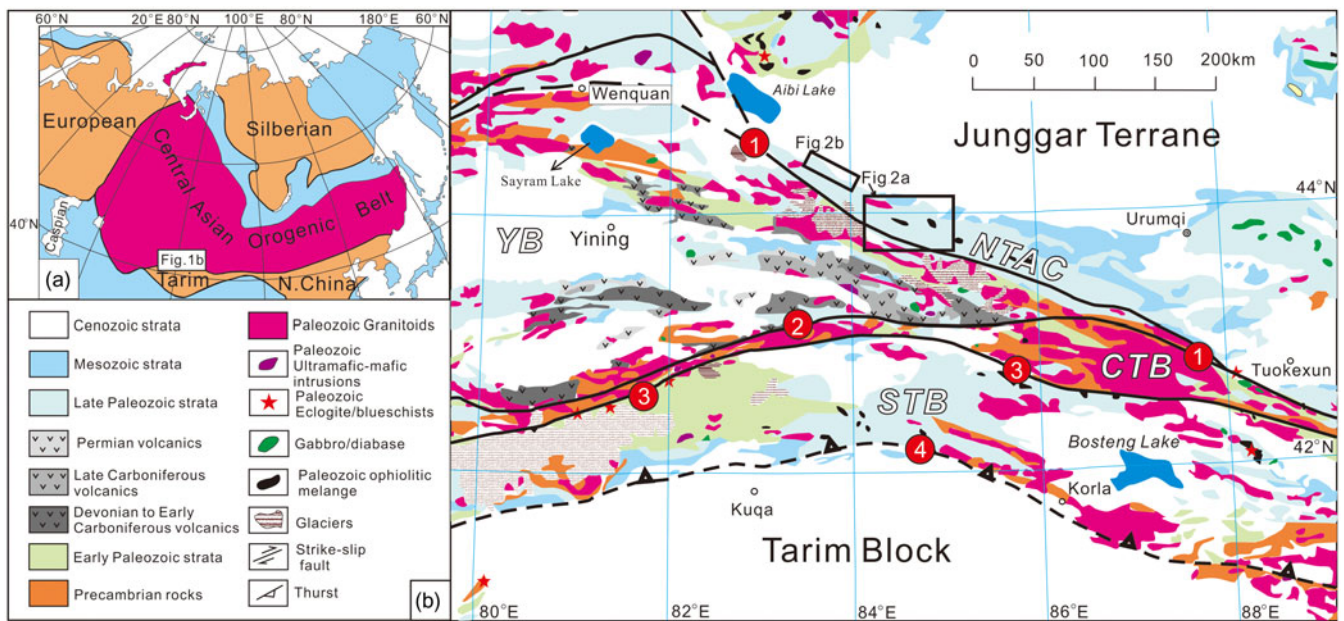 60°N
20°E 80°N
100°E
80°N
180°E
60°N
European
Silberian
Central Asian Orogenic Belt
40°N
Caspian
Fig.1b
Tarim
N.China
(a)
Cenozoic strata
Mesozoic strata
Late Paleozoic strata
Permian volcanics
Late Carboniferous
volcanics
Devonian to Early
Carboniferous volcanics
Early Paleozoic strata
Precambrian rocks
Paleozoic Granitoids
Paleozoic
Ultramafic-mafic
intrusions
Paleozoic
Eclogite/blueschists
Gabbro/diabase
Paleozoic ophiolitic
melange
Glaciers
Strike-slip
fault
Thurst
(b)
0 50 100 150 200km
Aibi Lake
Wenquan
Junggar Terrane
1
Fig 2b
Sayram Lake
Fig 2a
44°N
Urumqi
YB
Yining
NTAC
2
1
CTB
3
3
Tuokexun
STB
42°N
Bosteng Lake
4
Korla
Kuqa
Tarim Block
80°E
82°E
84°E
86°E
88°E